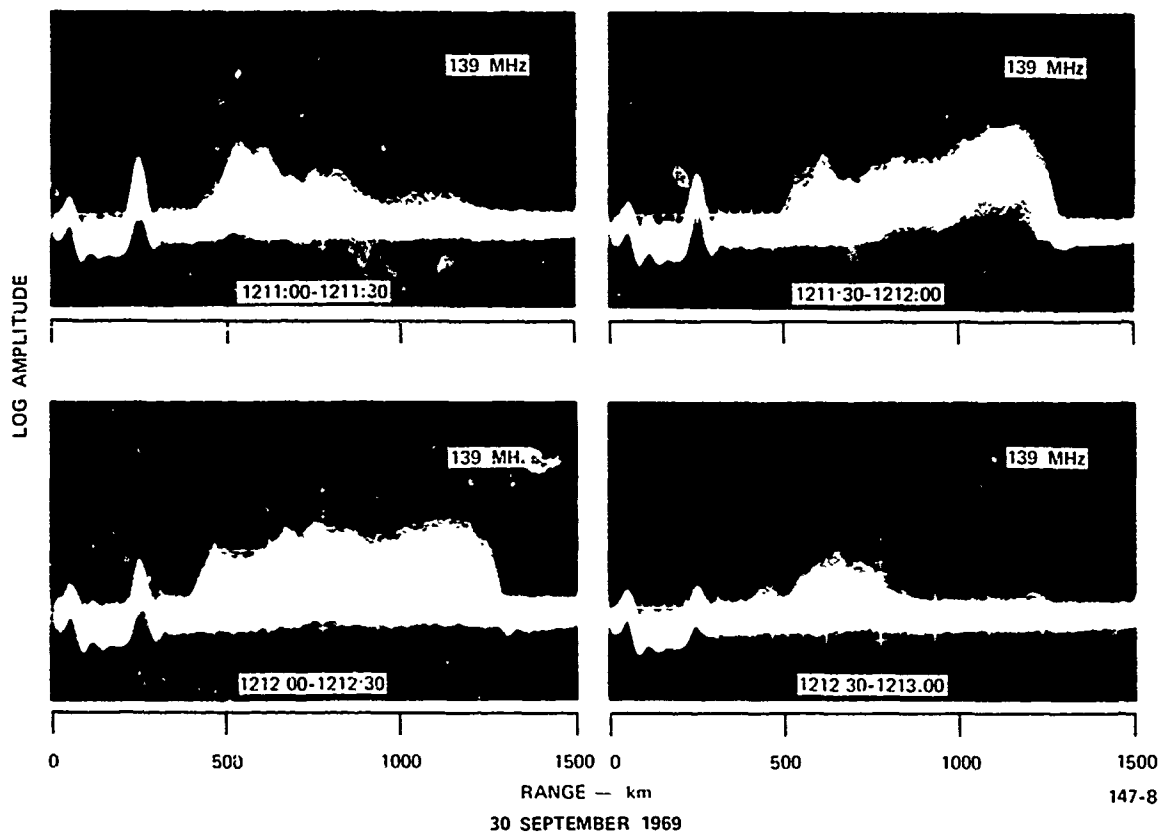 LOG AMPLITUDE
139 MHz
1211:00-1211:30
139 MHz
1211·30-1212:00
139 MH.
1212 00-1212·30
139 MHz
1212 30-1213.00
0 500 1000 1500 0 500 1000 1500
RANGE — km
147-8
30 SEPTEMBER 1969